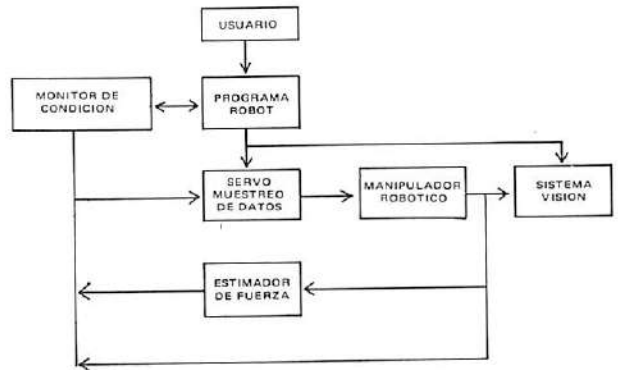 USUARIO
MONITOR DE
CONDICION
PROGRAMA
ROBOT
SERVO
MUESTREO
DE DATOS
MANIPULADOR
ROBOTICO
SISTEMA
VISION
ESTIMADOR
DE FUERZA